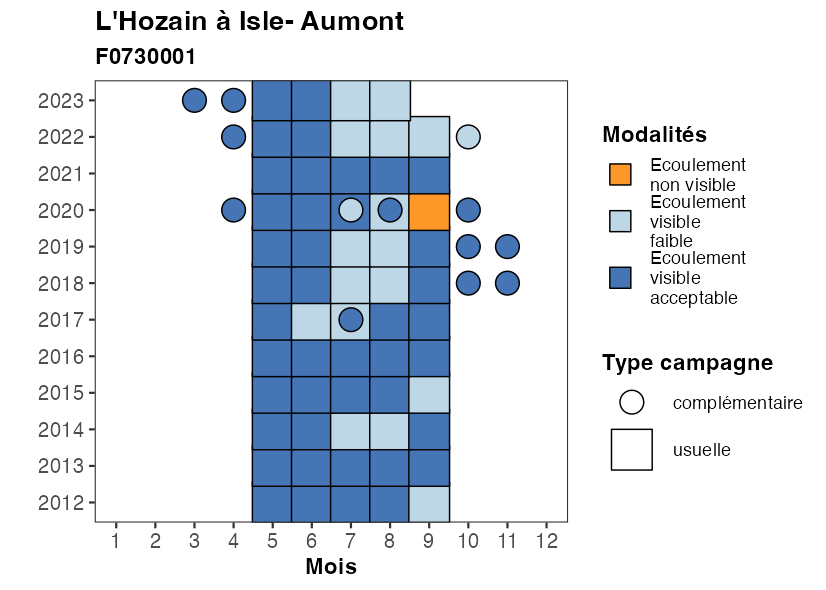 L'Hozain à Isle- Aumont
F0730001
2023
2022
2021
2020
2019
2018
2017
2016
2015
2014
2013
2012
1 2 3 4 5 6 7 8 9 10 11 12
Mois
Modalités
Ecoulement
non visible
Ecoulement
visible
faible
Ecoulement
visible
acceptable
Type campagne
complémentaire
usuelle